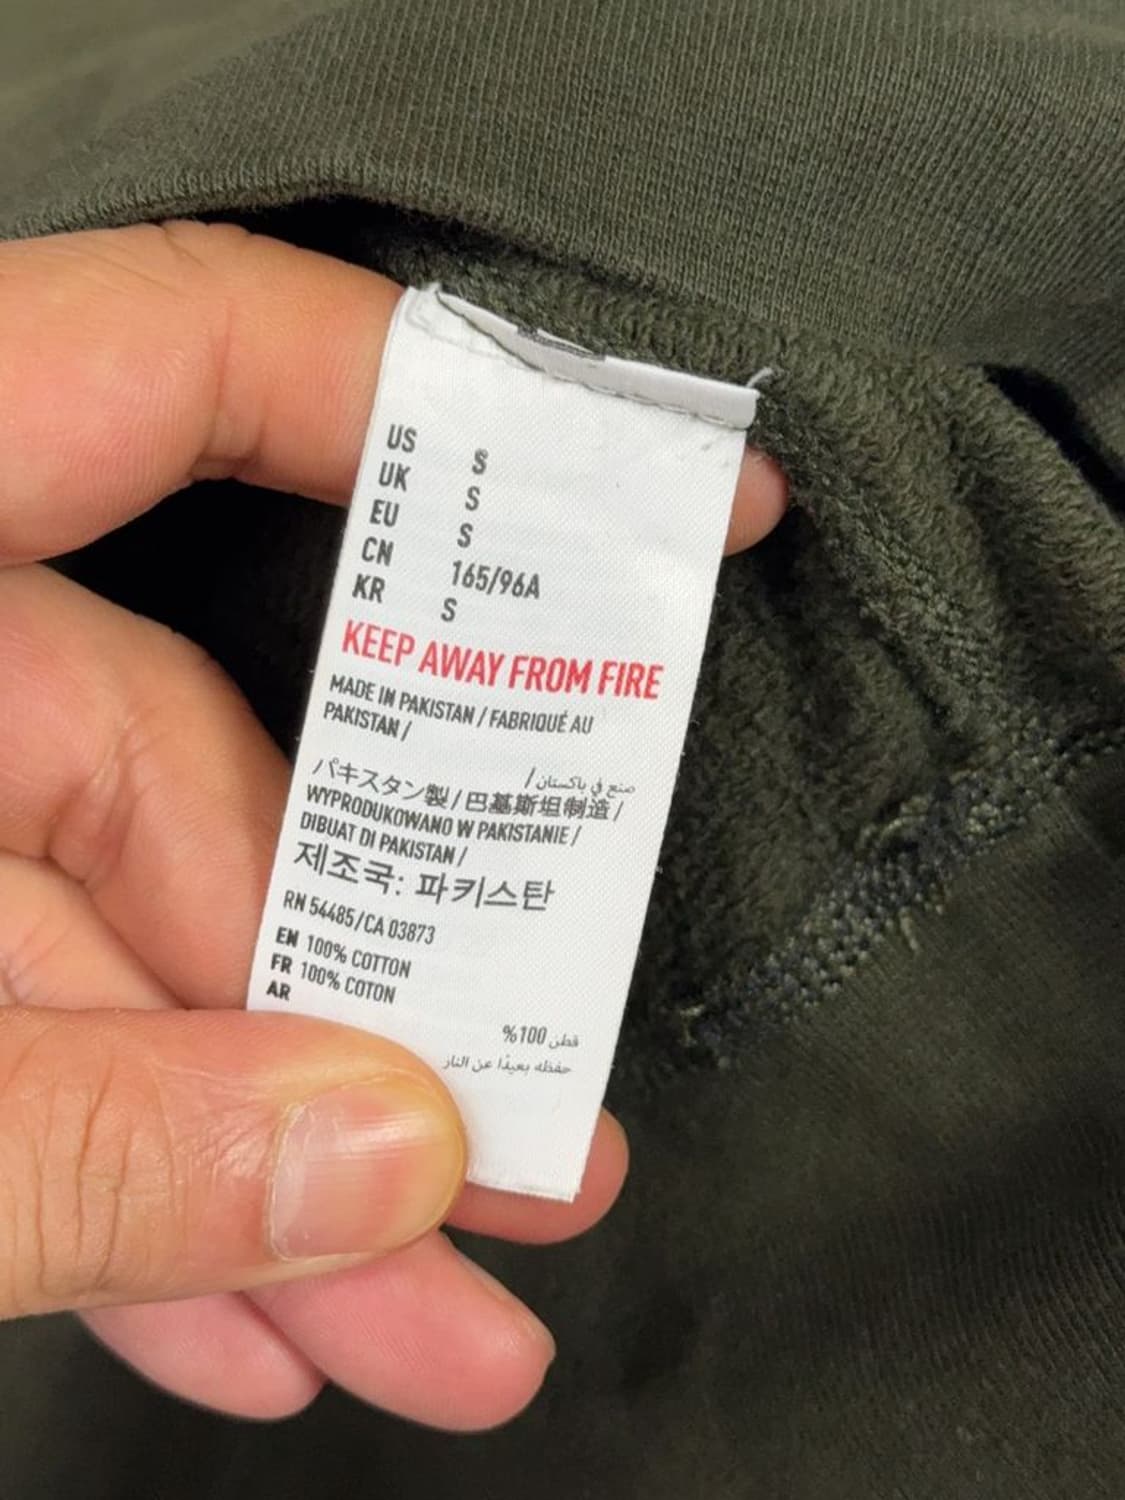 US S
UK S
EU S
CN 165/96A
KR S
KEEP AWAY FROM FIRE
MADE IN PAKISTAN / FABRIQUÉ AU
PAKISTAN /
صنع في باكستان /
パキスタン製 / 巴基斯坦制造 /
WYPRODUKOWANO W PAKISTANIE /
DIBUAT DI PAKISTAN /
제조국: 파키스탄
RN 54485/CA 03873
EN 100% COTTON
FR 100% COTON
AR
قطن 100%
حفظه بعيدًا عن النار